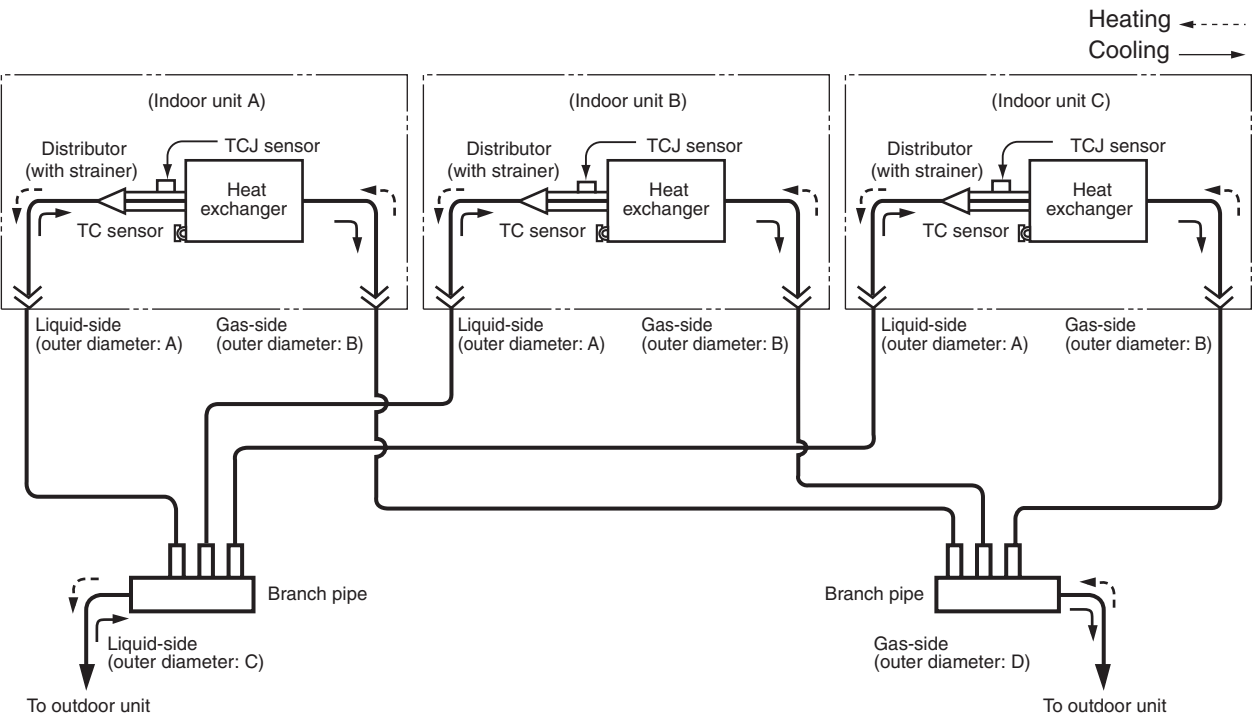 Heating
Cooling
(Indoor unit A)
Distributor
(with strainer)
TCJ sensor
Heat
exchanger
TC sensor
Liquid-side
(outer diameter: A)
Gas-side
(outer diameter: B)
(Indoor unit B)
Distributor
(with strainer)
TCJ sensor
Heat
exchanger
TC sensor
Liquid-side
(outer diameter: A)
Gas-side
(outer diameter: B)
(Indoor unit C)
Distributor
(with strainer)
TCJ sensor
Heat
exchanger
TC sensor
Liquid-side
(outer diameter: A)
Gas-side
(outer diameter: B)
Branch pipe
Liquid-side
(outer diameter: C)
To outdoor unit
Branch pipe
Gas-side
(outer diameter: D)
To outdoor unit